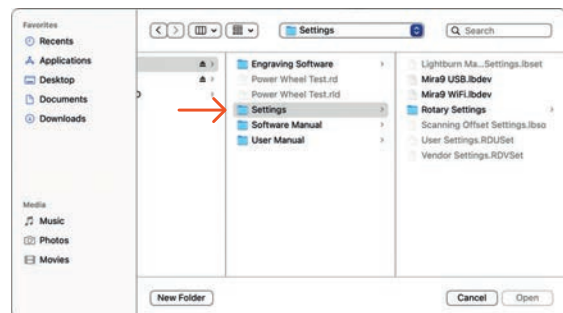 Favorites
Recents
Applications
Desktop
Documents
Downloads
Media
Music
Photos
Movies
Settings
Search
Engraving Software
Power Wheel Test.rd
Power Wheel Test.rld
Settings
Software Manual
User Manual
Lightburn Ma...Settings.lbset
Mira9 USB.lbdev
Mira9 WiFi.lbdev
Rotary Settings
Scanning Offset Settings.lbso
User Settings.RDUSet
Vendor Settings.RDVSet
New Folder
Cancel
Open